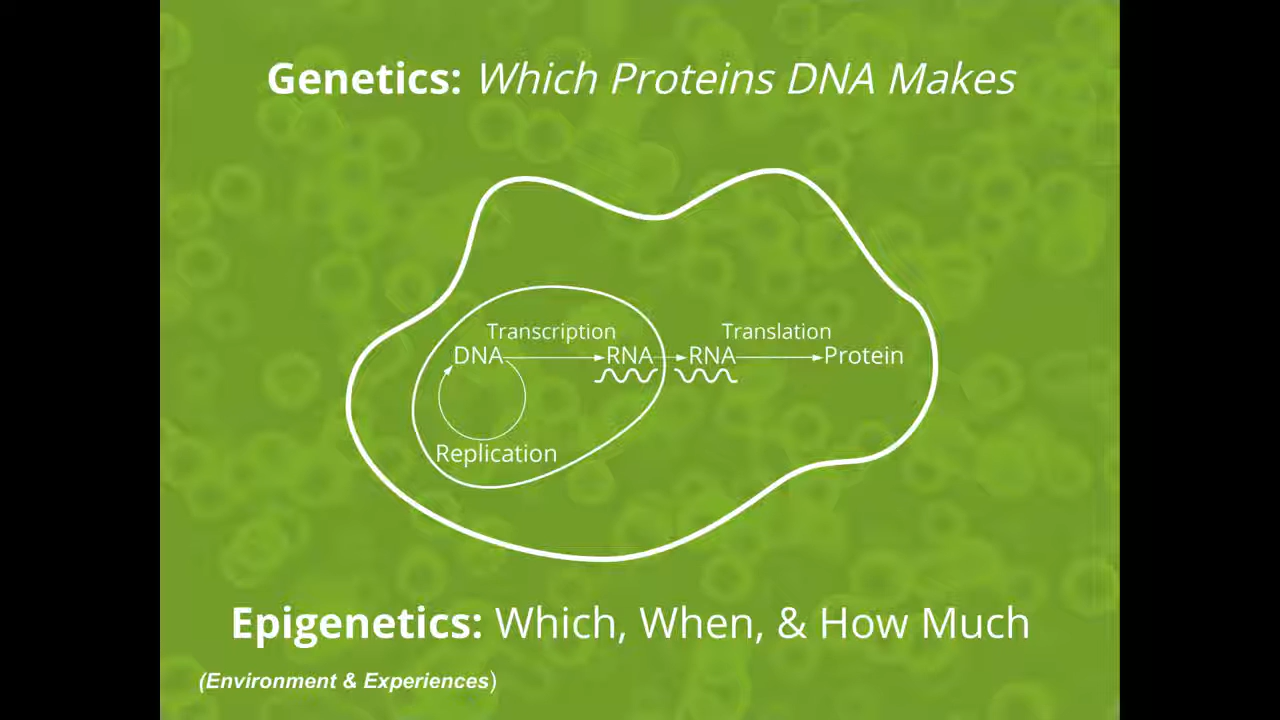 Genetics: Which Proteins DNA Makes
Transcription
Translation
DNA
RNA
RNA
Protein
Replication
Epigenetics: Which, When, & How Much
(Environment & Experiences)